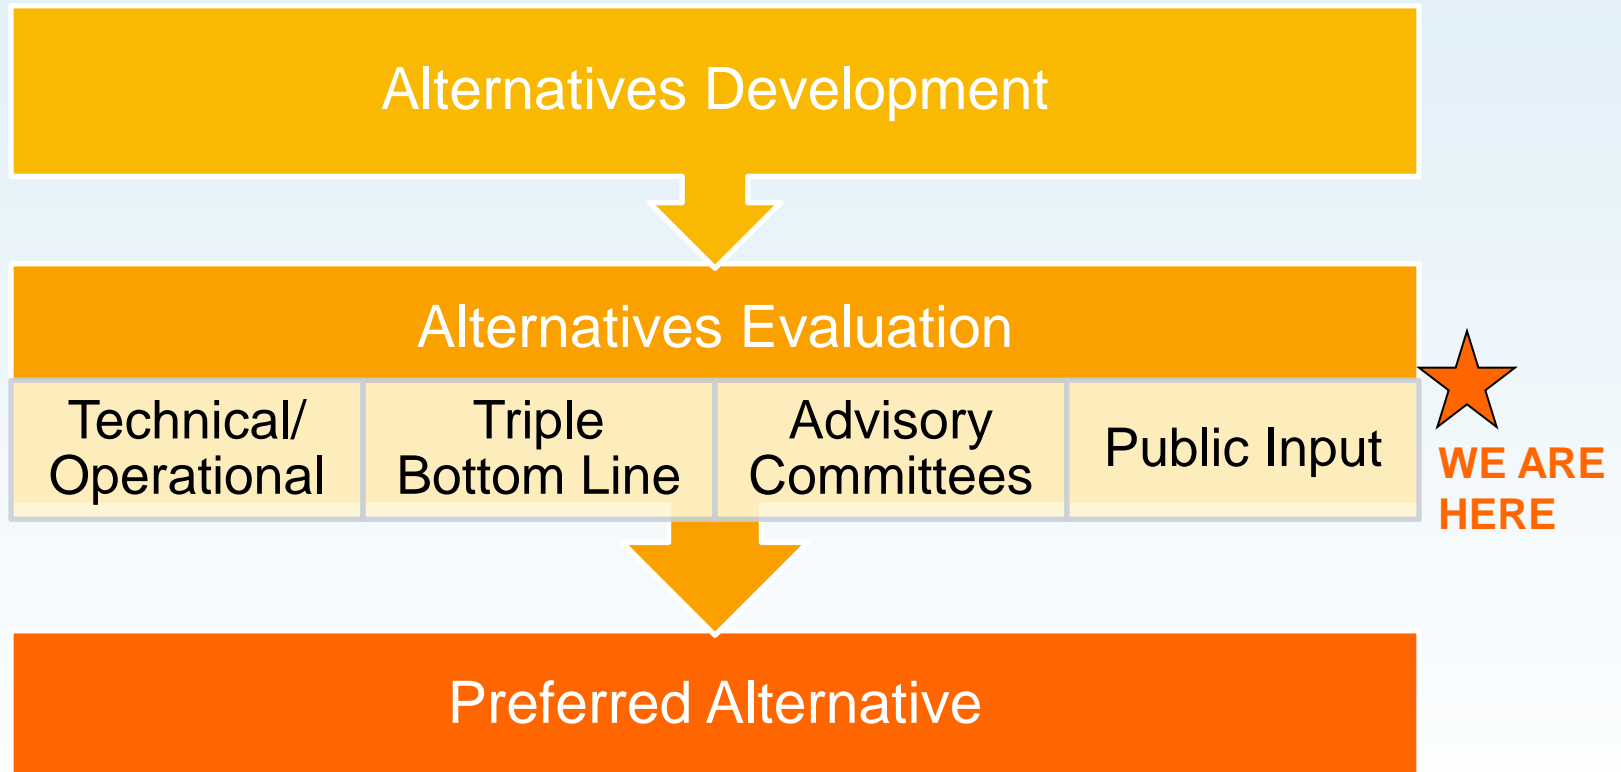 Alternatives Development
Alternatives Evaluation
Technical/
Operational
Triple
Bottom Line
Advisory
Committees
Public Input
WE ARE
HERE
Preferred Alternative